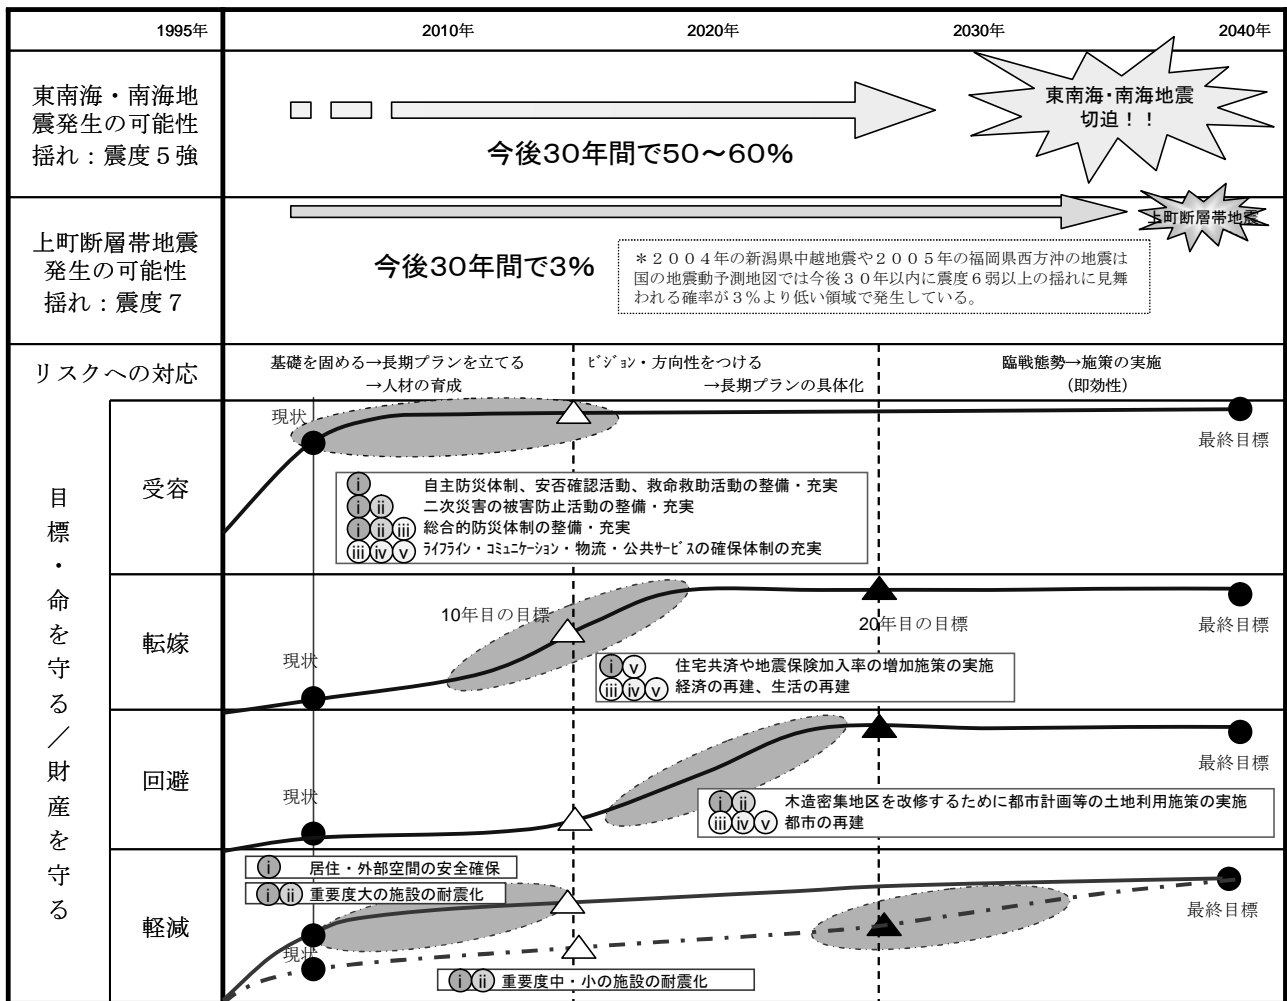 1995年 2010年 2020年 2030年 2040年
東南海・南海地
震発生の可能性
揺れ：震度５強
今後30年間で50～60%
東南海・南海地震
切迫！！
上町断層帯地震
発生の可能性
揺れ：震度７
今後30年間で3%
上町断層帯地震
＊２００４年の新潟県中越地震や２００５年の福岡県西方沖の地震は
国の地震動予測地図では今後３０年以内に震度６弱以上の揺れに見舞
われる確率が３％より低い領域で発生している。
リスクへの対応
基礎を固める→長期プランを立てる
→人材の育成
ﾋﾞｼﾞｮﾝ・方向性をつける
→長期プランの具体化
臨戦態勢→施策の実施
（即効性）
目標・命を守る／財産を守る
受容
現状
最終目標
ⅰ 自主防災体制、安否確認活動、救命救助活動の整備・充実
ⅰ ⅱ 二次災害の被害防止活動の整備・充実
ⅰ ⅱ ⅲ 総合的防災体制の整備・充実
ⅲ ⅳ ⅴ ﾗｲﾌﾗｲﾝ・ｺﾐｭﾆｹｰｼｮﾝ・物流・公共ｻｰﾋﾞｽの確保体制の充実
転嫁
現状
10年目の目標
20年目の目標
最終目標
ⅰ ⅴ 住宅共済や地震保険加入率の増加施策の実施
ⅲ ⅳ ⅴ 経済の再建、生活の再建
回避
現状
最終目標
ⅰ ⅱ 木造密集地区を改修するために都市計画等の土地利用施策の実施
ⅲ ⅳ ⅴ 都市の再建
軽減
ⅰ 居住・外部空間の安全確保
ⅰ ⅱ 重要度大の施設の耐震化
現状
最終目標
ⅰ ⅱ 重要度中・小の施設の耐震化